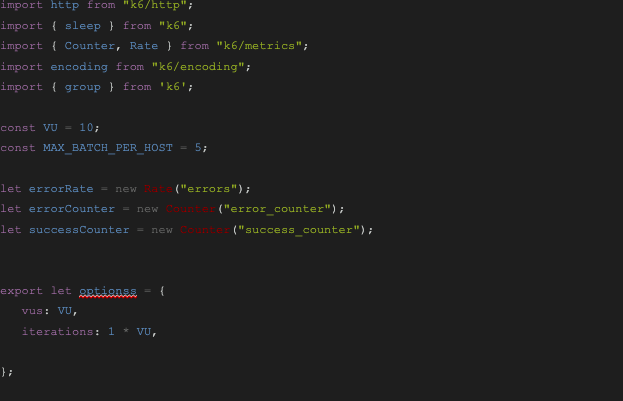 import http from "k6/http";
import { sleep } from "k6";
import { Counter, Rate } from "k6/metrics";
import encoding from "k6/encoding";
import { group } from 'k6';
const VU = 10;
const MAX_BATCH_PER_HOST = 5;
let errorRate = new Rate("errors");
let errorCounter = new Counter("error_counter");
let successCounter = new Counter("success_counter");
export let optionss = {
vus: VU,
iterations: 1 * VU,
};